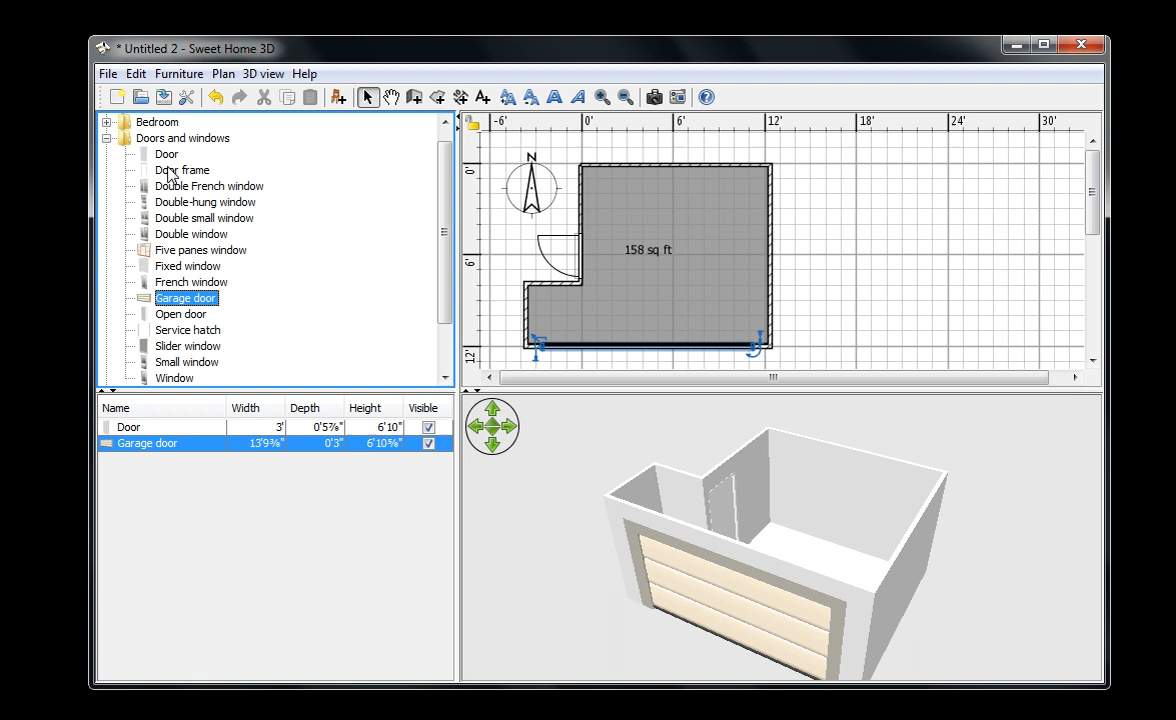 * Untitled 2 - Sweet Home 3D
File Edit Furniture Plan 3D view Help
Bedroom
Doors and windows
Door
Door frame
Double French window
Double-hung window
Double small window
Double window
Five panes window
Fixed window
French window
Garage door
Open door
Service hatch
Slider window
Small window
Window
-6' 0' 6' 12' 18' 24' 30'
0'
6'
12'
N
158 sq ft
Name Width Depth Height Visible
Door 3' 0'5⅞" 6'10"
Garage door 13'9⅜" 0'3" 6'10⅝"